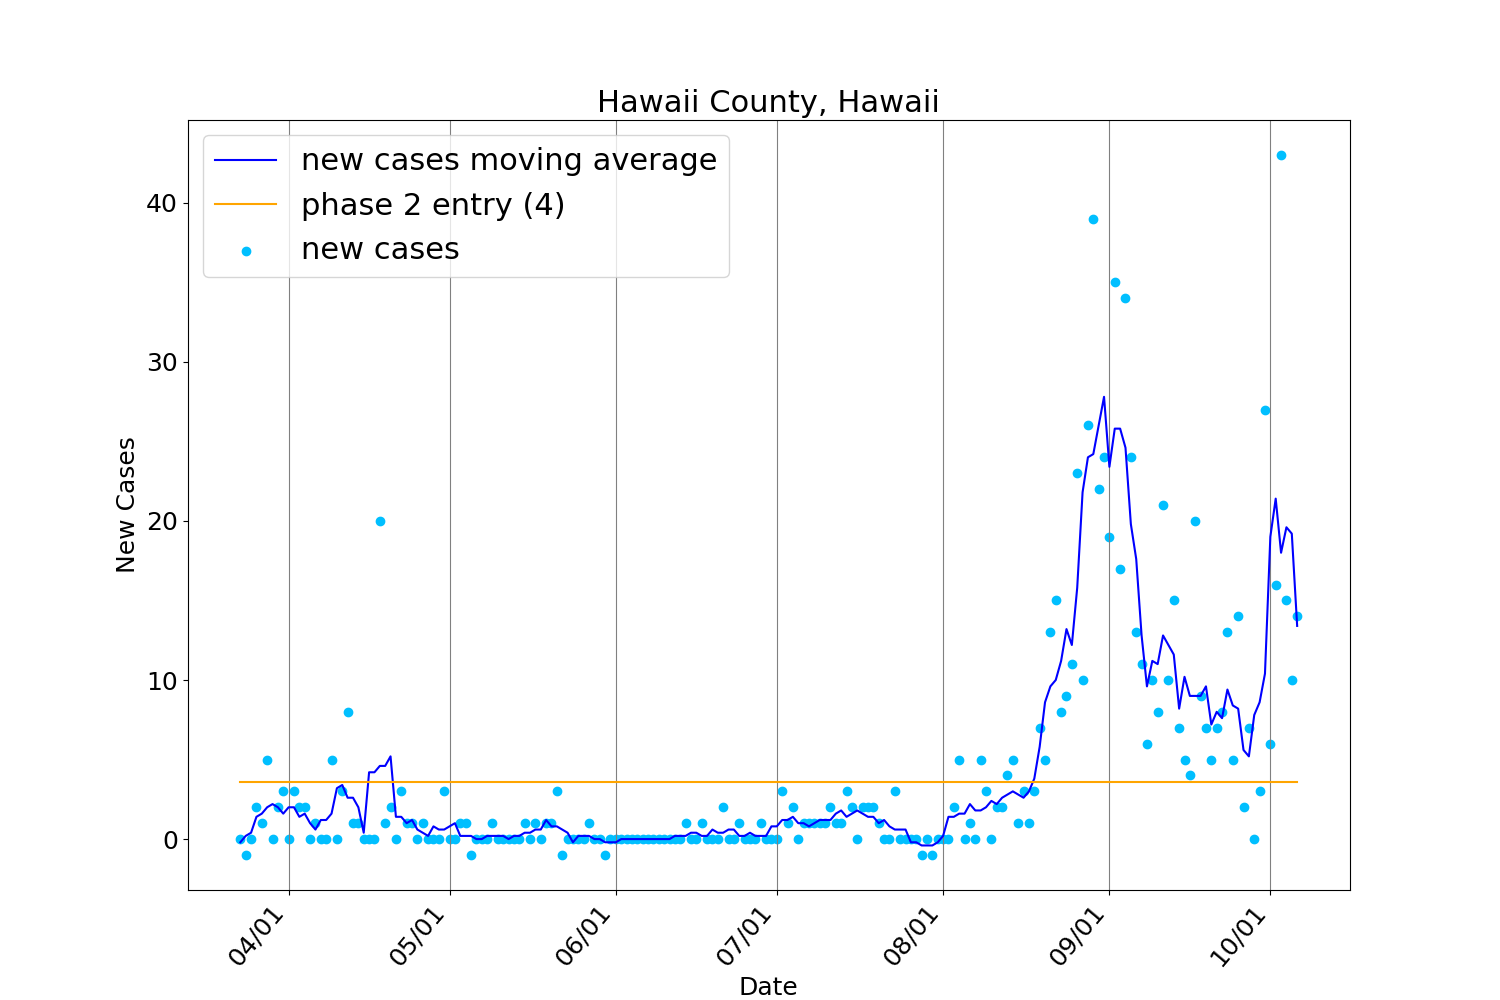 Hawaii County, Hawaii
new cases moving average
phase 2 entry (4)
new cases
40
30
20
10
0
New Cases
04/01
05/01
06/01
07/01
08/01
09/01
10/01
Date